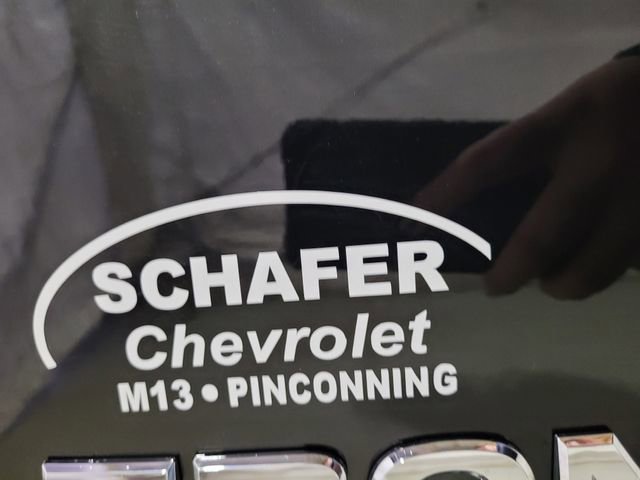 SCHAFER
Chevrolet
M13 • PINCONNING